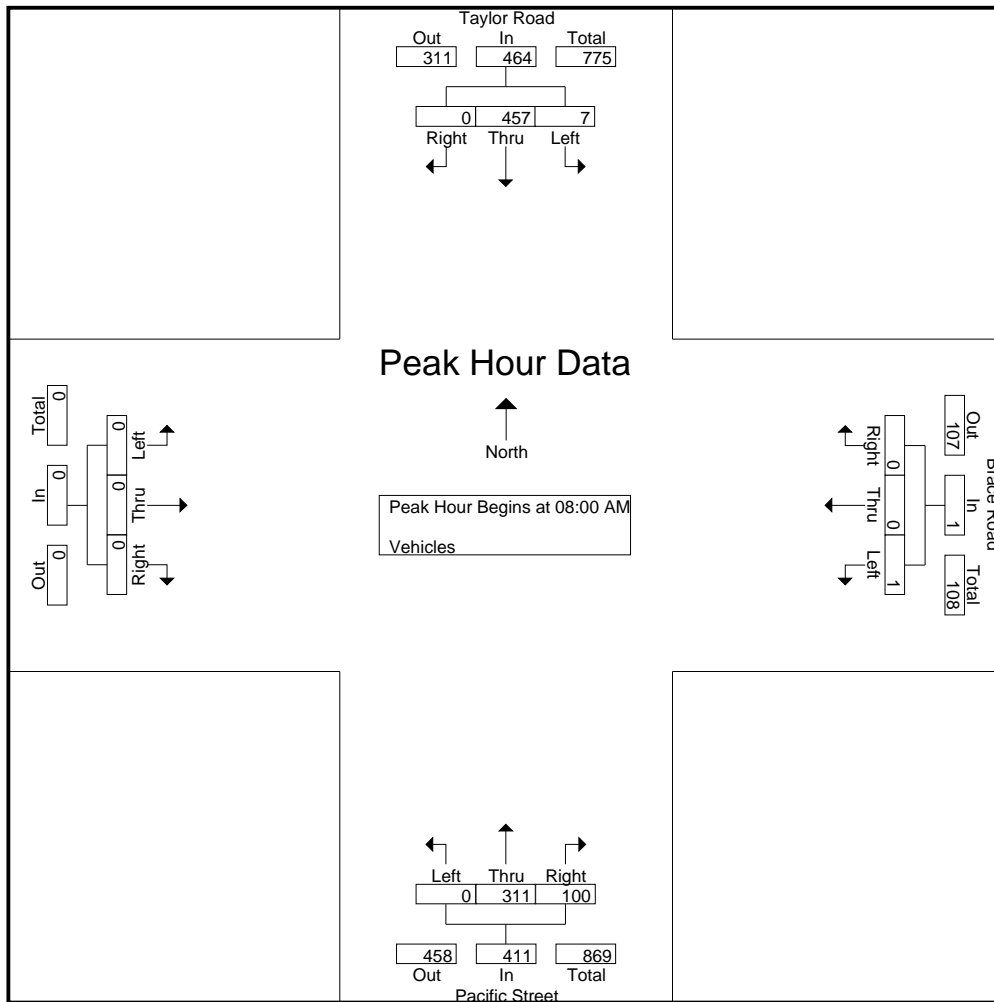 Taylor Road
Out In Total
311 464 775
0 457 7
Right Thru Left
Peak Hour Data
North
Peak Hour Begins at 08:00 AM
Vehicles
Total 0
In 0
Out 0
0 Left
0 Thru
0 Right
Right 0
Thru 0
Left 1
Out 107
In 1
Total 108
Brace Road
Left Thru Right
0 311 100
458 411 869
Out In Total
Pacific Street